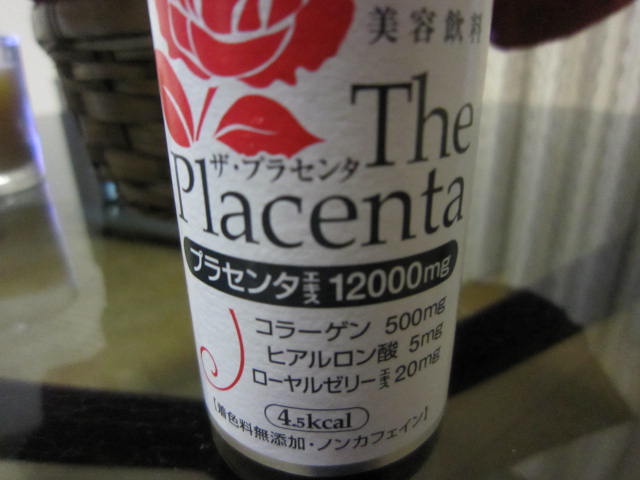 美容飲料
The
ザ・プラセンタ
Placenta
プラセンタエキス 12000mg
コラーゲン 500mg
ヒアルロン酸 5mg
ローヤルゼリーエキス 20mg
4.5kcal
【着色料無添加・ノンカフェイン】